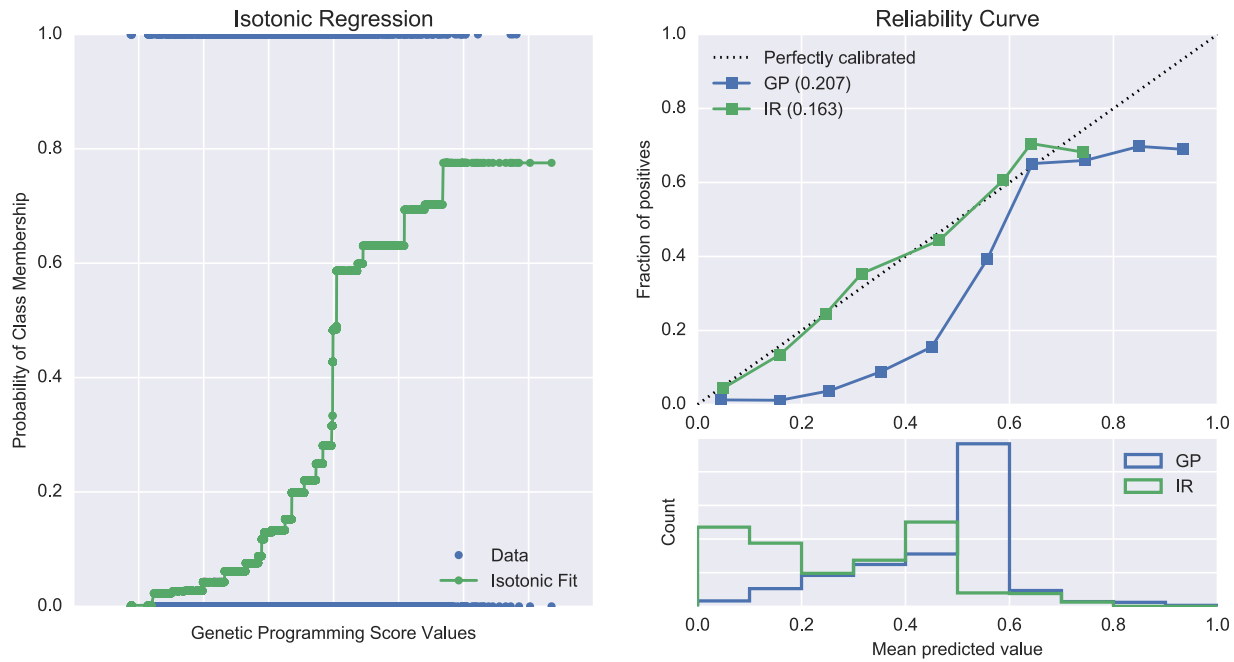 Isotonic Regression
1.0
0.8
0.6
0.4
0.2
0.0
Probability of Class Membership
Data
Isotonic Fit
Genetic Programming Score Values
Reliability Curve
1.0
0.8
0.6
0.4
0.2
0.0
Fraction of positives
Perfectly calibrated
GP (0.207)
IR (0.163)
0.0 0.2 0.4 0.6 0.8 1.0
Count
GP
IR
0.0 0.2 0.4 0.6 0.8 1.0
Mean predicted value